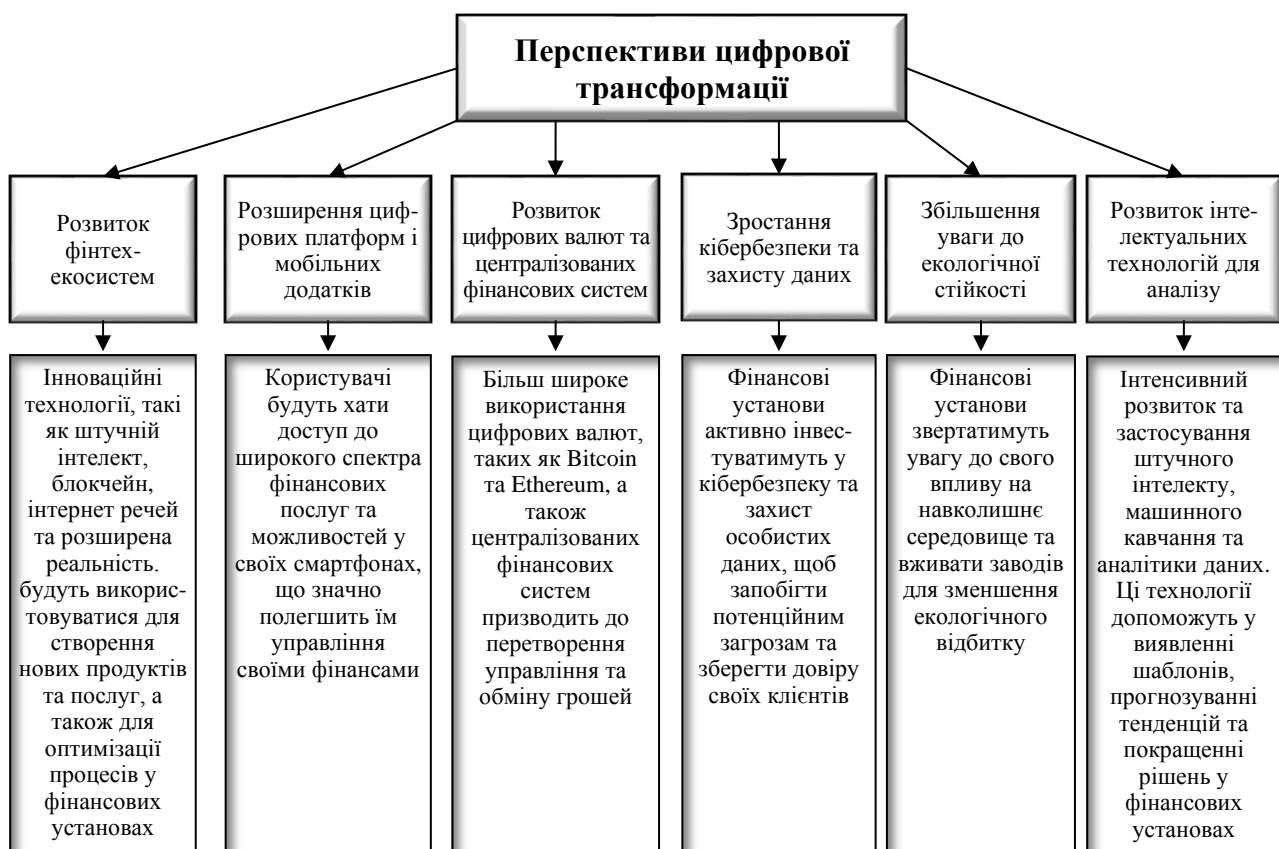 Перспективи цифрової
трансформації
Розвиток
фінтех-
екосистем
Розширення циф-
рових платформ і
мобільних
додатків
Розвиток
цифрових валют та
централізованих
фінансових систем
Зростання
кібербезпеки та
захисту даних
Збільшення
уваги до
екологічної
стійкості
Розвиток інте-
лектуальних
технологій для
аналізу
Інноваційні
технології, такі
як штучній
інтелект,
блокчейн,
інтернет речей
та розширена
реальність.
будуть викорис-
товуватися для
створення
нових продуктів
та послуг, а
також для
оптимізації
процесів у
фінансових
установах
Користувачі
будуть хати
доступ до
широкого спектра
фінансових
послуг та
можливостей у
своїх смартфонах,
що значно
полегшить їм
управління
своїми фінансами
Більш широке
використання
цифрових валют,
таких як Bitcoin
та Ethereum, а
також
централізованих
фінансових
систем
призводить до
перетворення
управління та
обміну грошей
Фінансові
установи
активно інвес-
туватимуть у
кібербезпеку та
захист
особистих
даних, щоб
запобігти
потенційним
загрозам та
зберегти довіру
своїх клієнтів
Фінансові
установи
звертатимуть
увагу до свого
впливу на
навколишнє
середовище та
вживати заводів
для зменшення
екологічного
відбитку
Інтенсивний
розвиток та
застосування
штучного
інтелекту,
машинного
кавчання та
аналітики даних.
Ці технології
допоможуть у
виявленні
шаблонів,
прогнозуванні
тенденцій та
покращенні
рішень у
фінансових
установах